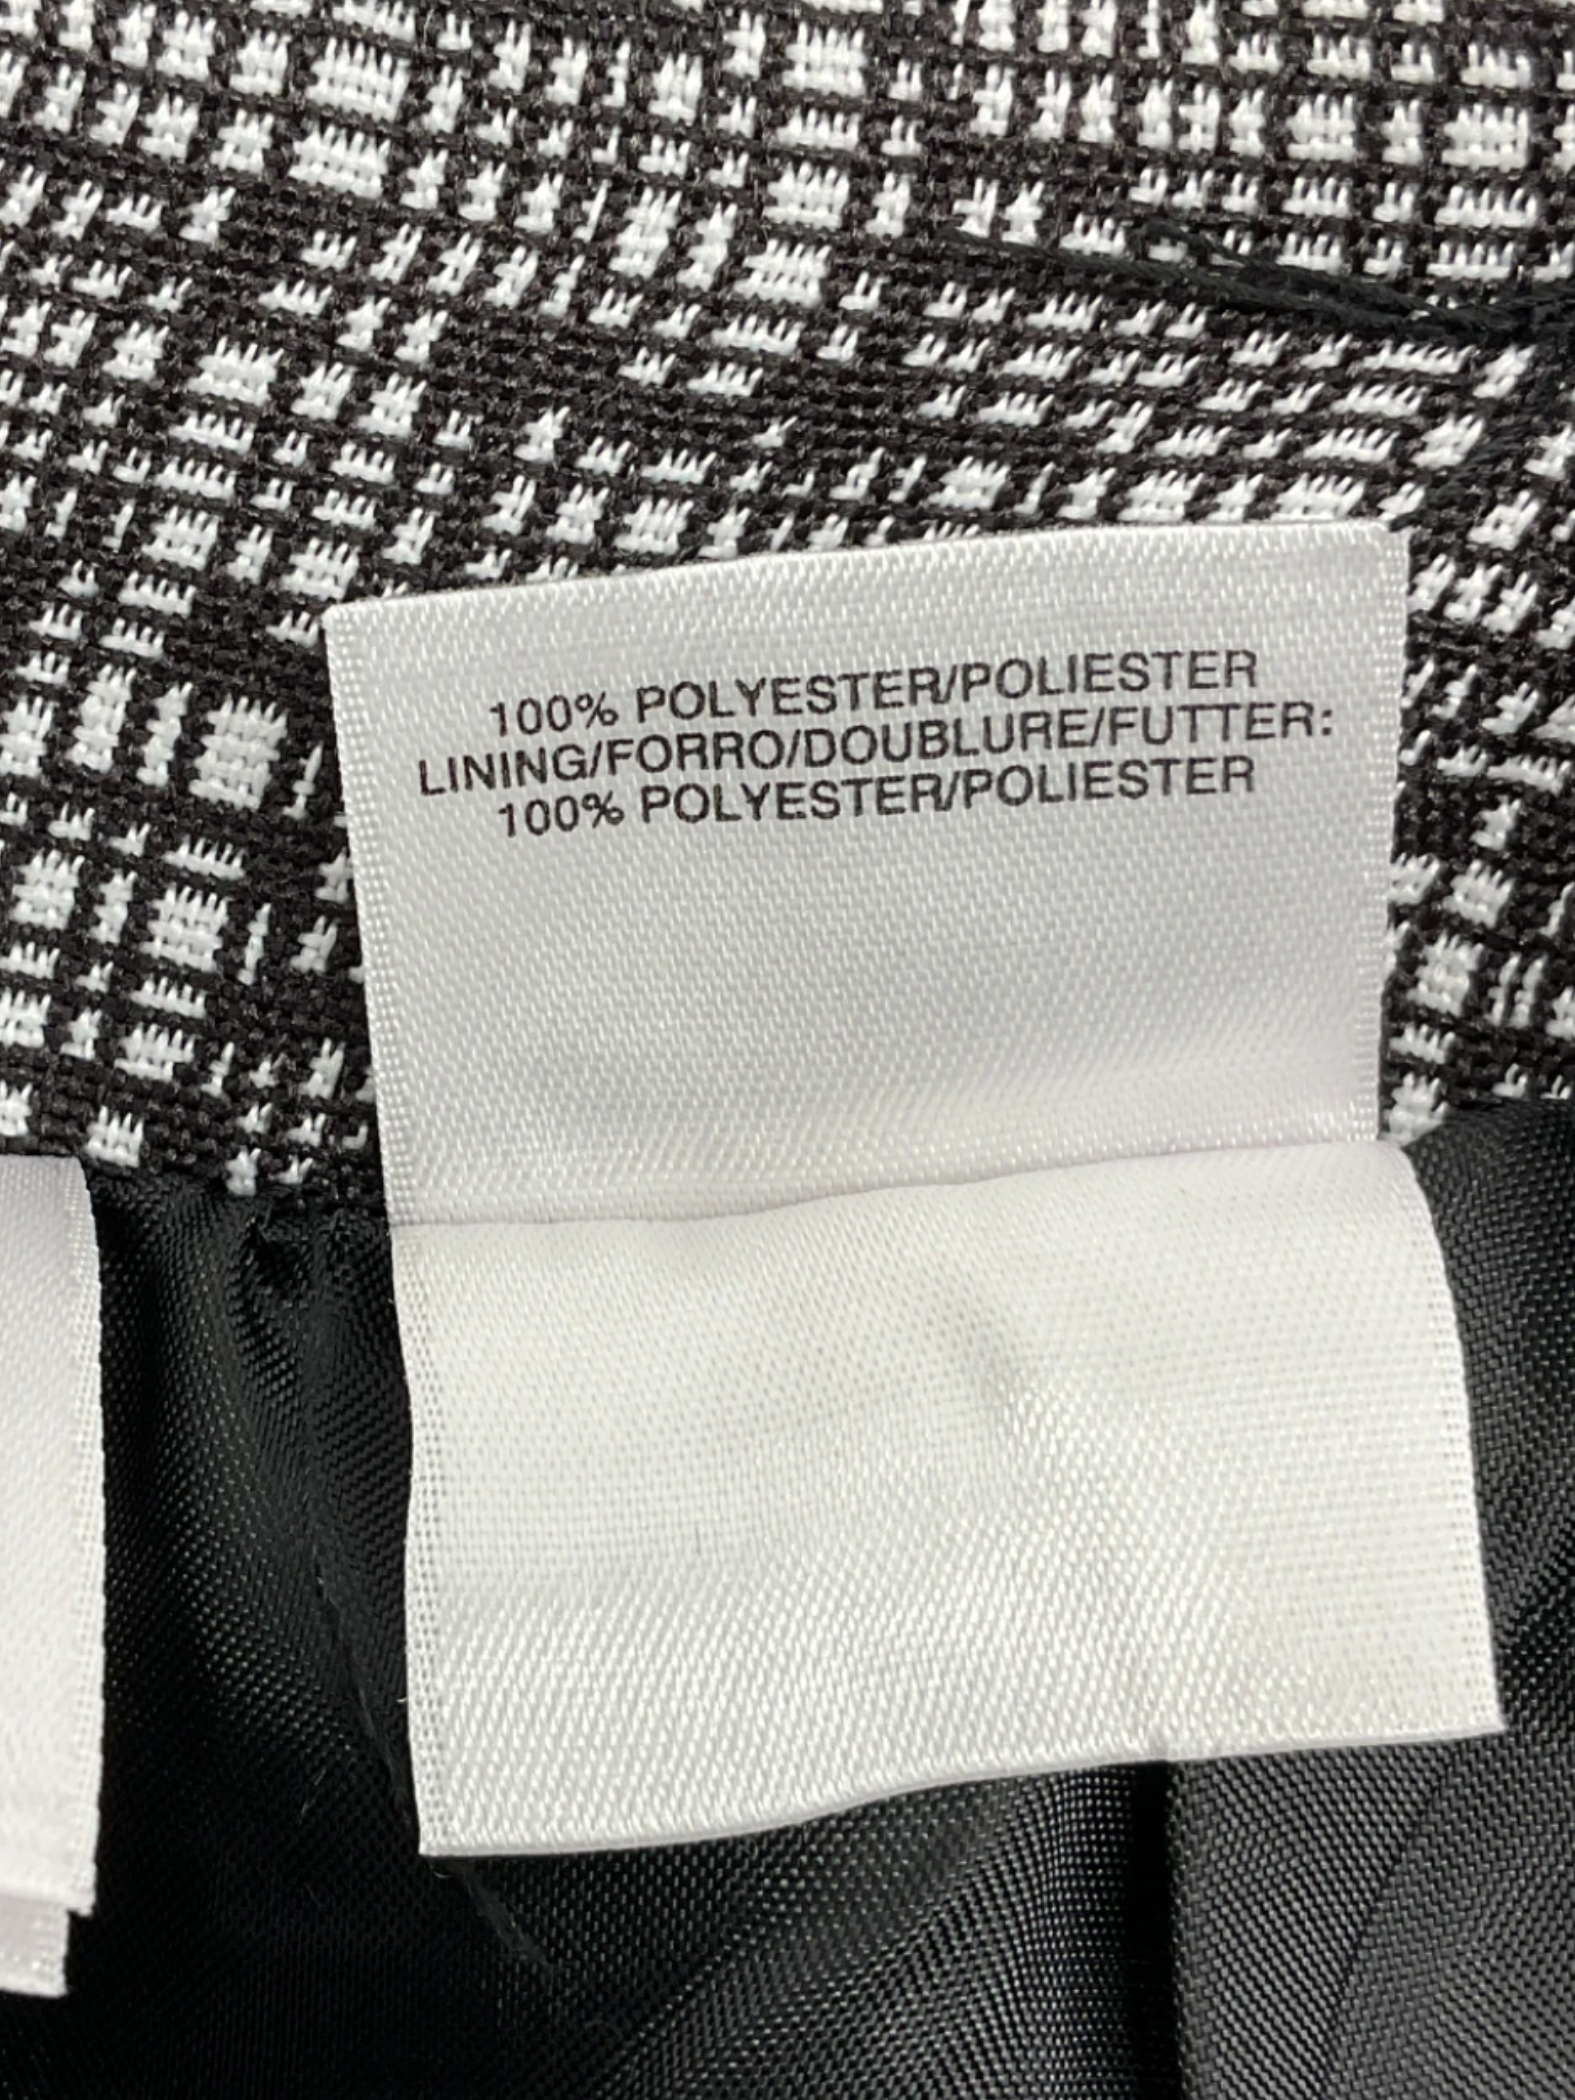 100% POLYESTER/POLIESTER
LINING/FORRO/DOUBLURE/FUTTER:
100% POLYESTER/POLIESTER